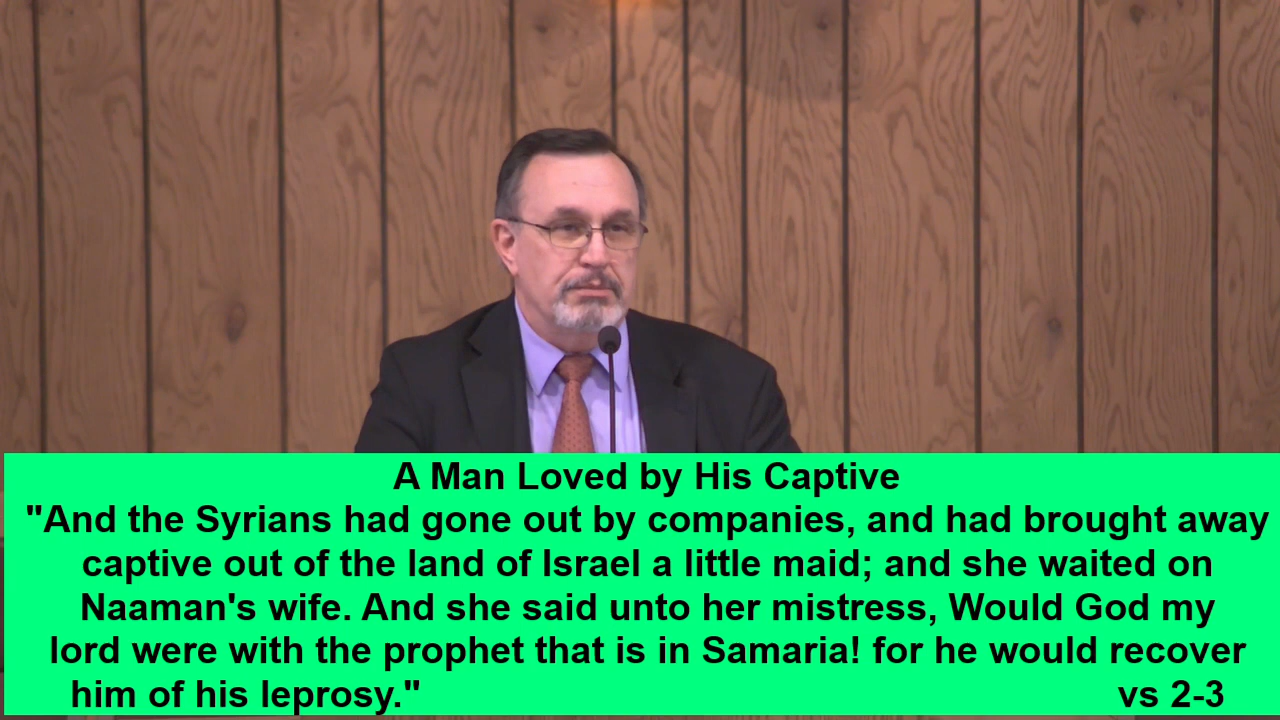 A Man Loved by His Captive
"And the Syrians had gone out by companies, and had brought away
captive out of the land of Israel a little maid; and she waited on
Naaman's wife. And she said unto her mistress, Would God my
lord were with the prophet that is in Samaria! for he would recover
him of his leprosy." vs 2-3